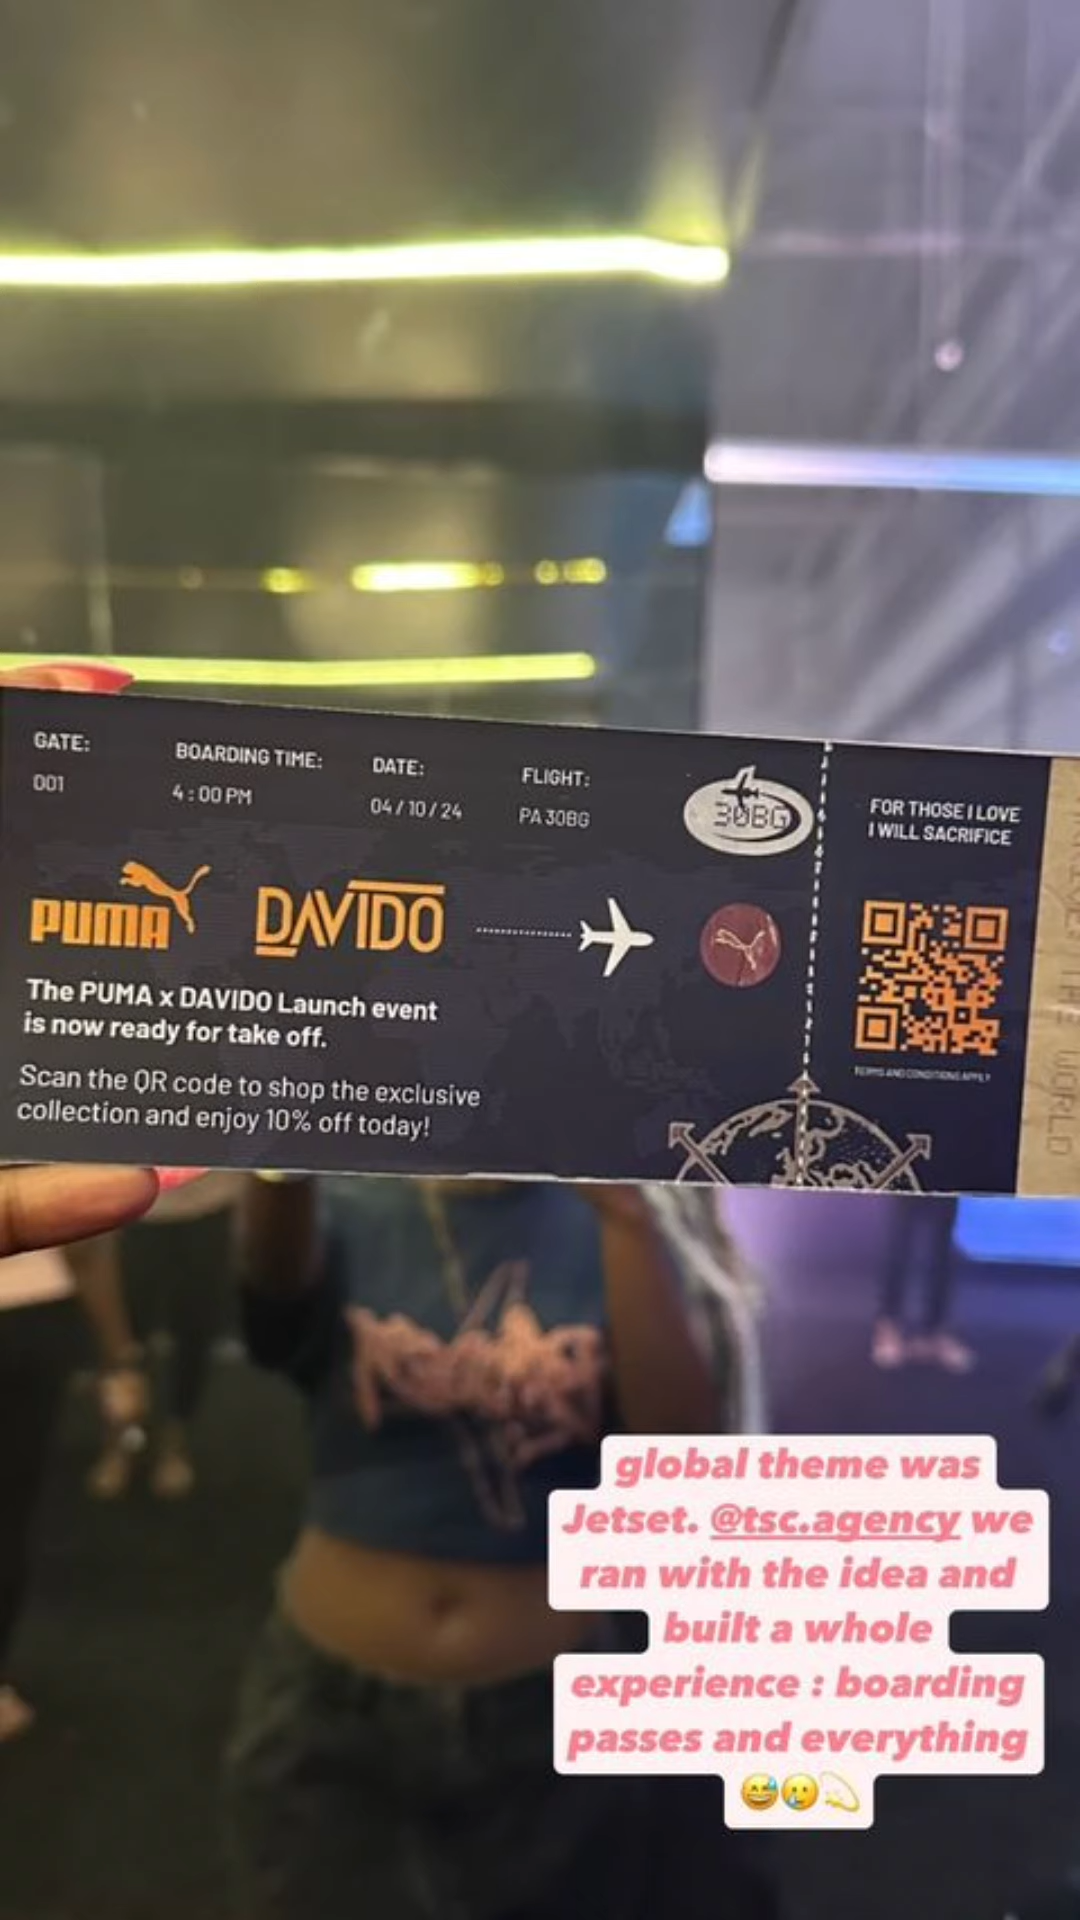 GATE:
001
BOARDING TIME:
4:00 PM
DATE:
04/10/24
FLIGHT:
PA 30BG
30BG
PUMA
DAVIDO
The PUMA x DAVIDO Launch event
is now ready for take off.
Scan the QR code to shop the exclusive
collection and enjoy 10% off today!
FOR THOSE I LOVE
I WILL SACRIFICE
TERMS AND CONDITIONS APPLY
THE WORLD
global theme was
Jetset. @tsc.agency we
ran with the idea and
built a whole
experience : boarding
passes and everything
😅🥲💫